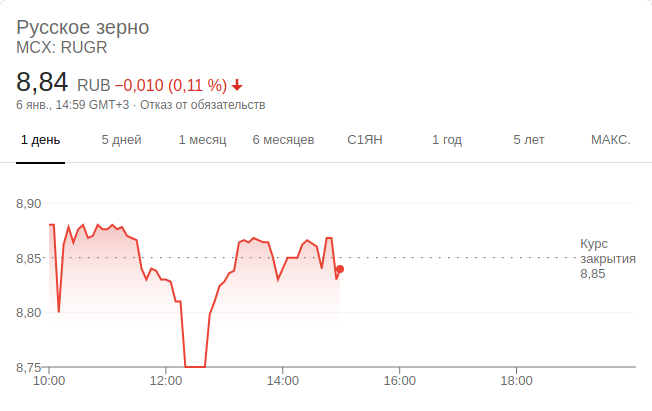 Русское зерно
MCX: RUGR
8,84 RUB −0,010 (0,11 %)
6 янв., 14:59 GMT+3 · Отказ от обязательств
1 день 5 дней 1 месяц 6 месяцев С1ЯН 1 год 5 лет МАКС.
8,90
8,85
8,80
8,75
Курс
закрытия
8,85
10:00 12:00 14:00 16:00 18:00